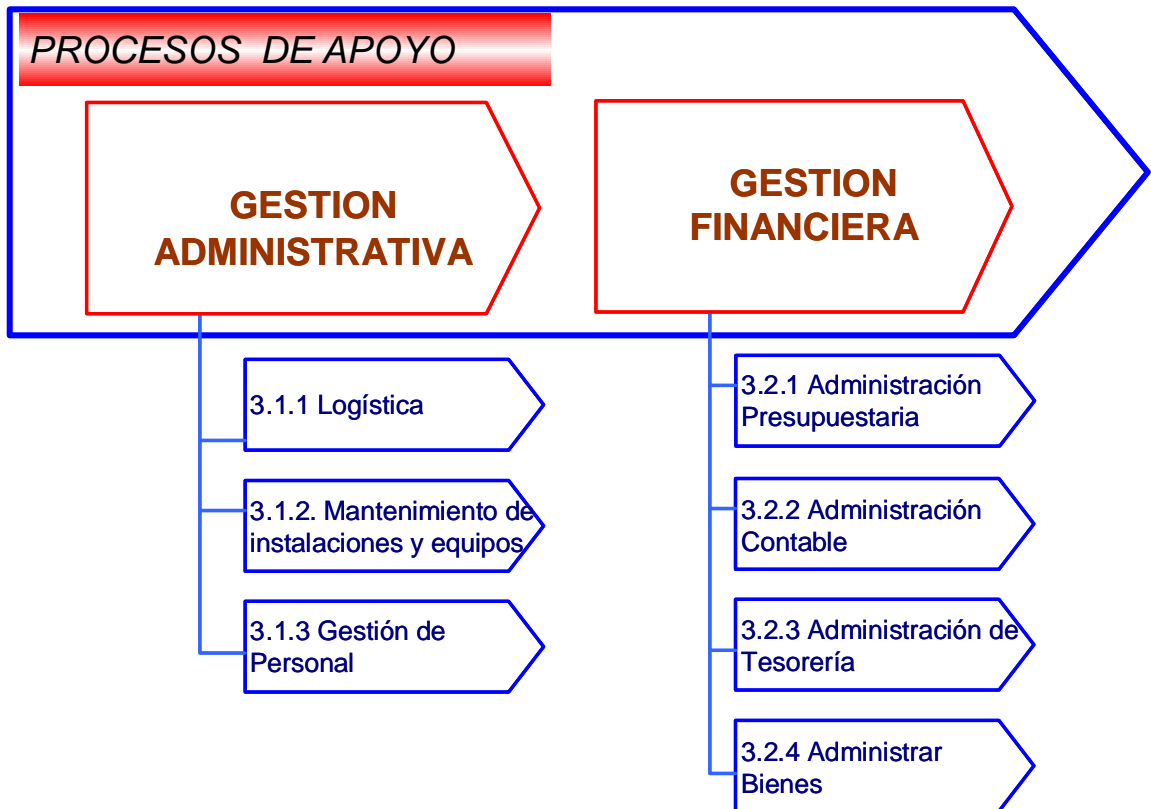 PROCESOS DE APOYO
GESTION
ADMINISTRATIVA
3.1.1 Logística
3.1.2. Mantenimiento de
instalaciones y equipos
3.1.3 Gestión de
Personal
GESTION
FINANCIERA
3.2.1 Administración
Presupuestaria
3.2.2 Administración
Contable
3.2.3 Administración de
Tesorería
3.2.4 Administrar
Bienes